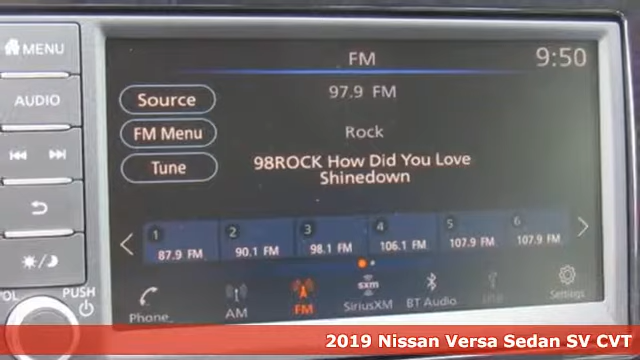 MENU
FM
9:50
AUDIO
Source
97.9 FM
FM Menu
Rock
Tune
98ROCK How Did You Love
Shinedown
1
2
3
4
5
6
87.9 FM
90.1 FM
98.1 FM
106.1 FM
107.9 FM
107.9 FM
sxm
Phone
AM
FM
SiriusXM
BT Audio
USB
Settings
VOL
PUSH
2019 Nissan Versa Sedan SV CVT